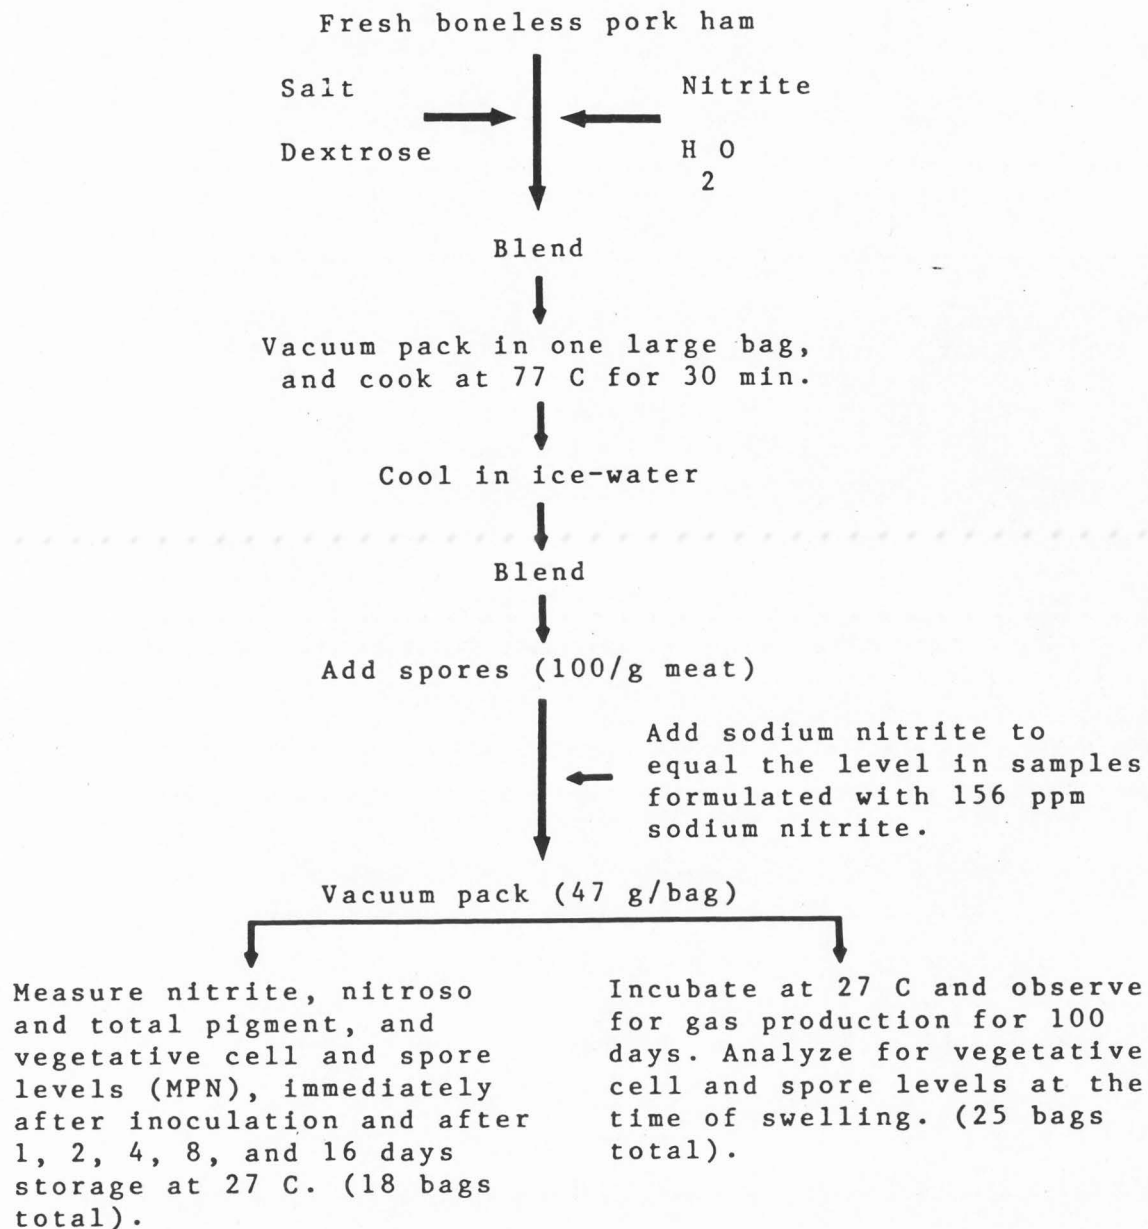 Fresh boneless pork ham
Salt
Nitrite
Dextrose
H O
2
Blend
Vacuum pack in one large bag,
and cook at 77 C for 30 min.
Cool in ice-water
Blend
Add spores (100/g meat)
Add sodium nitrite to
equal the level in samples
formulated with 156 ppm
sodium nitrite.
Vacuum pack (47 g/bag)
Measure nitrite, nitroso
and total pigment, and
vegetative cell and spore
levels (MPN), immediately
after inoculation and after
1, 2, 4, 8, and 16 days
storage at 27 C. (18 bags
total).
Incubate at 27 C and observe
for gas production for 100
days. Analyze for vegetative
cell and spore levels at the
time of swelling. (25 bags
total).